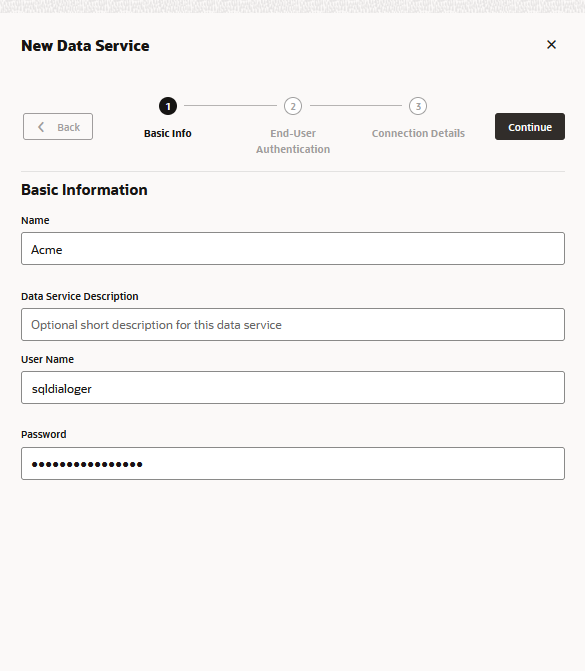 New Data Service
1
2
3
Back
Basic Info
End-User
Authentication
Connection Details
Continue
Basic Information
Name
Acme
Data Service Description
Optional short description for this data service
User Name
sqldialoger
Password
••••••••••••••••